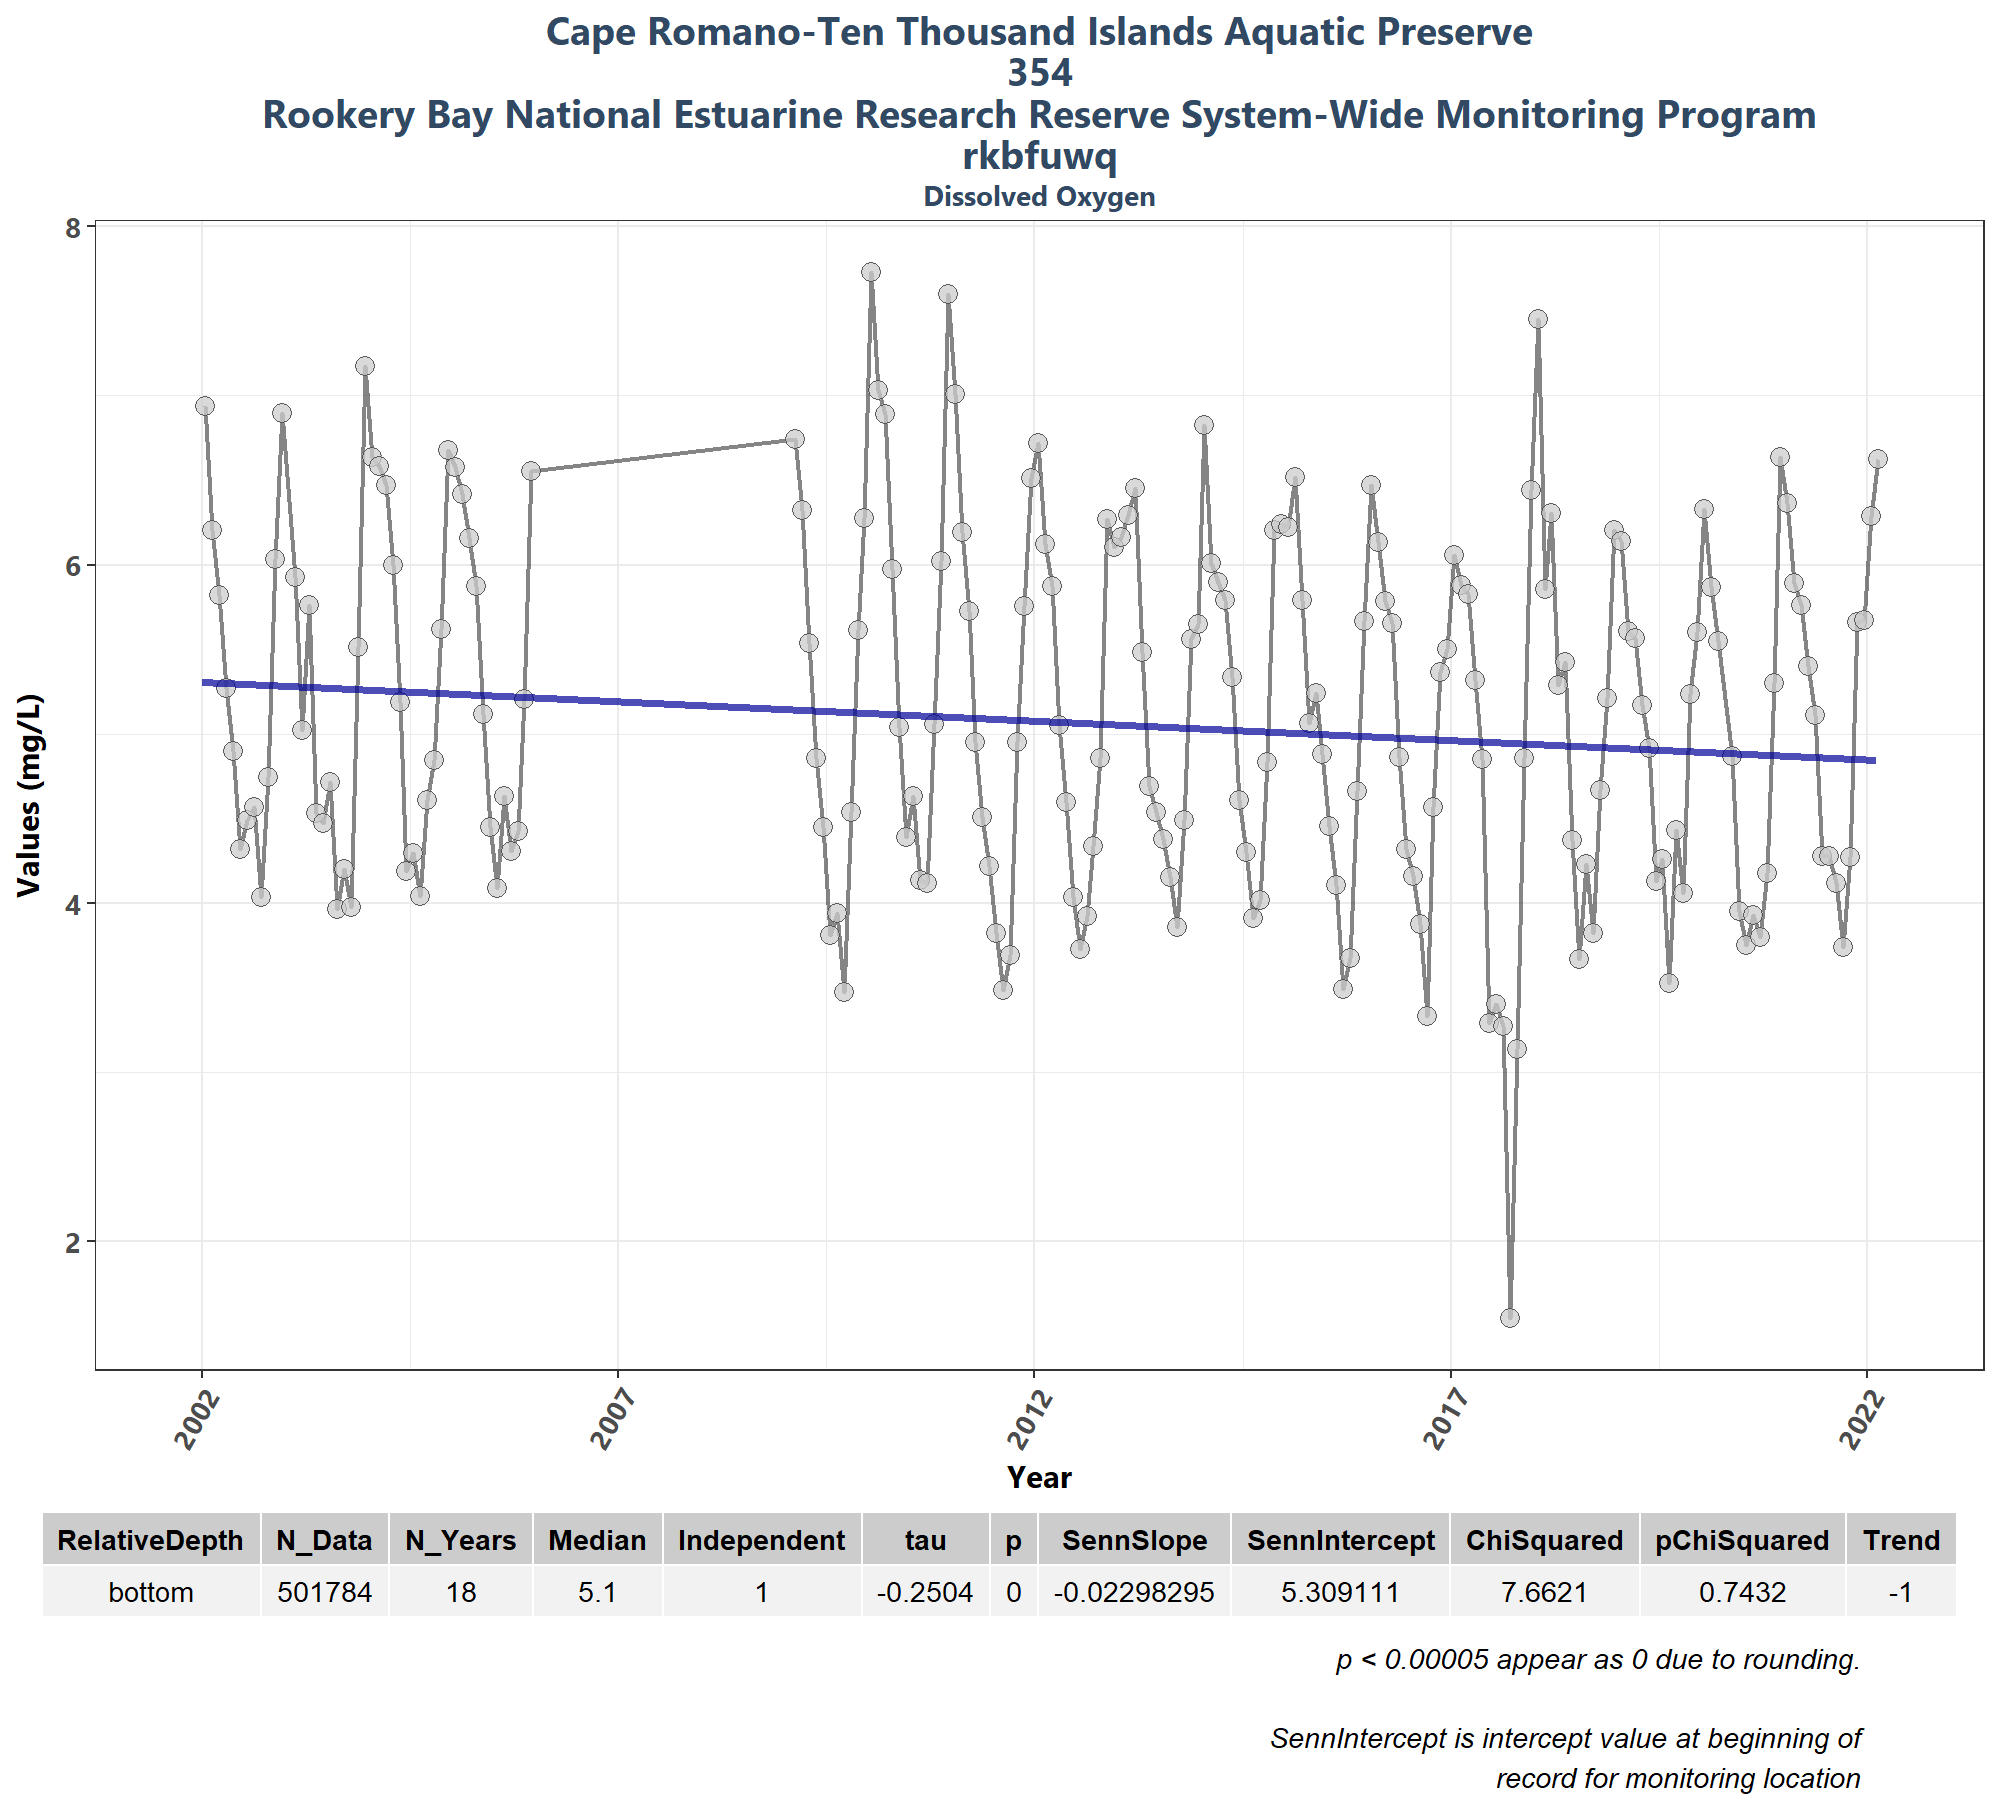 Cape Romano-Ten Thousand Islands Aquatic Preserve
354
Rookery Bay National Estuarine Research Reserve System-Wide Monitoring Program
rkbfuwq
Dissolved Oxygen
8
6
4
2
Values (mg/L)
2002 2007 2012 2017 2022
Year
RelativeDepth N_Data N_Years Median Independent tau p SennSlope SennIntercept ChiSquared pChiSquared Trend
bottom 501784 18 5.1 1 -0.2504 0 -0.02298295 5.309111 7.6621 0.7432 -1
p < 0.00005 appear as 0 due to rounding.
SennIntercept is intercept value at beginning of
record for monitoring location